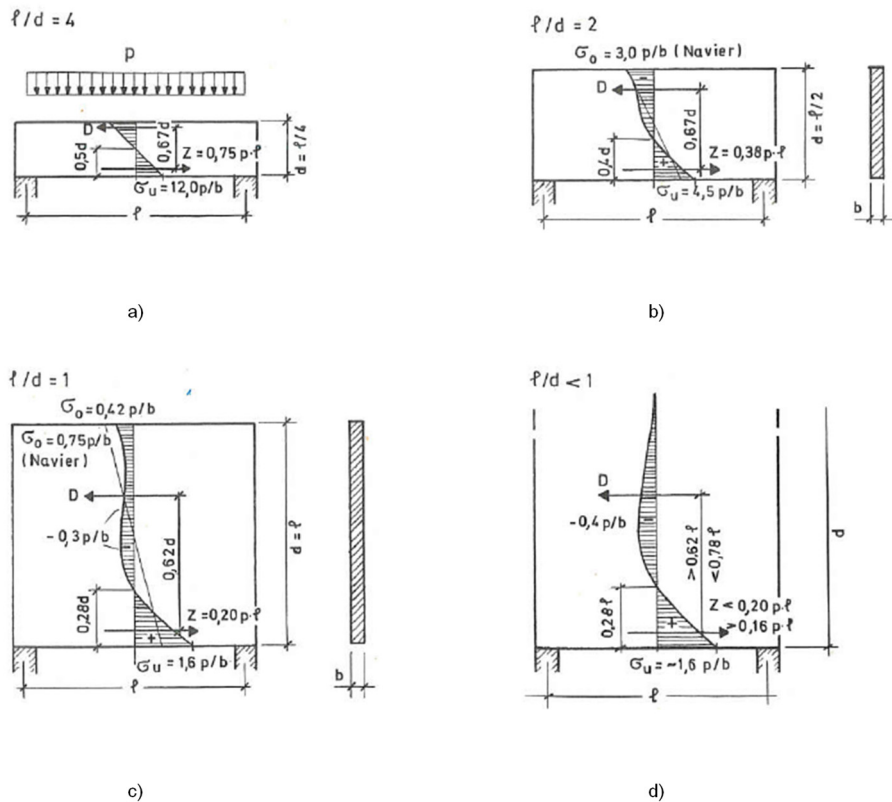 ℓ/d = 4
p
D
0,5d
0,67d
Z = 0,75 p·ℓ
σu = 12,0 p/b
d = ℓ/4
ℓ
a)
ℓ/d = 2
σo = 3,0 p/b (Navier)
D
0,4d
0,67d
Z = 0,38 p·ℓ
+
-
σu = 4,5 p/b
d = ℓ/2
b
ℓ
b)
ℓ/d = 1
σo = 0,42 p/b
σo = 0,75 p/b
(Navier)
D
-0,3 p/b
-
0,62d
0,28d
Z = 0,20 p·ℓ
+
σu = 1,6 p/b
d = ℓ
b
ℓ
c)
ℓ/d < 1
D
-0,4 p/b
-
>0,62 ℓ
<0,78 ℓ
0,28 ℓ
Z < 0,20 p·ℓ
> 0,16 p·ℓ
+
σu = ~1,6 p/b
d
ℓ
d)